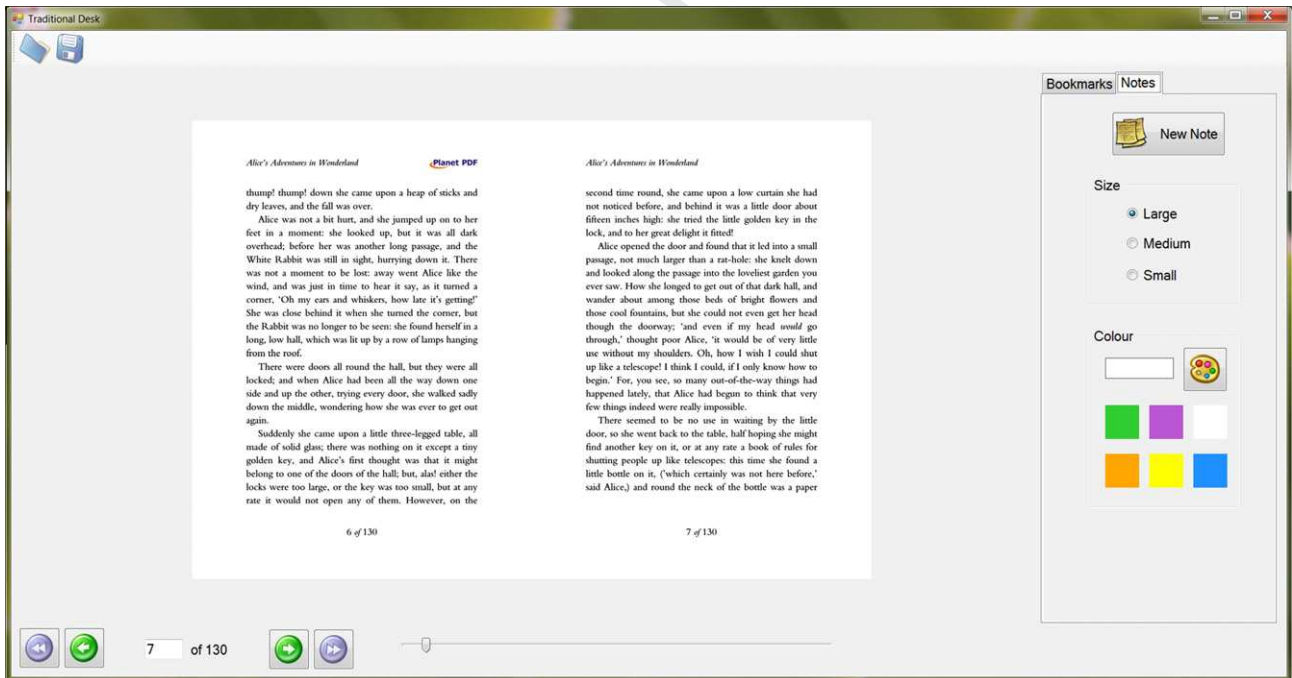 Traditional Desk
Bookmarks Notes
New Note
Size
Large
Medium
Small
Colour
Alice's Adventures in Wonderland
Planet PDF
thump! thump! down she came upon a heap of sticks and
dry leaves, and the fall was over.
Alice was not a bit hurt, and she jumped up on to her
feet in a moment: she looked up, but it was all dark
overhead; before her was another long passage, and the
White Rabbit was still in sight, hurrying down it. There
was not a moment to be lost: away went Alice like the
wind, and was just in time to hear it say, as it turned a
corner, 'Oh my ears and whiskers, how late it's getting!'
She was close behind it when she turned the corner, but
the Rabbit was no longer to be seen: she found herself in a
long, low hall, which was lit up by a row of lamps hanging
from the roof.
There were doors all round the hall, but they were all
locked; and when Alice had been all the way down one
side and up the other, trying every door, she walked sadly
down the middle, wondering how she was ever to get out
again.
Suddenly she came upon a little three-legged table, all
made of solid glass; there was nothing on it except a tiny
golden key, and Alice's first thought was that it might
belong to one of the doors of the hall; but, alas! either the
locks were too large, or the key was too small, but at any
rate it would not open any of them. However, on the
6 of 130
Alice's Adventures in Wonderland
second time round, she came upon a low curtain she had
not noticed before, and behind it was a little door about
fifteen inches high: she tried the little golden key in the
lock, and to her great delight it fitted!
Alice opened the door and found that it led into a small
passage, not much larger than a rat-hole: she knelt down
and looked along the passage into the loveliest garden you
ever saw. How she longed to get out of that dark hall, and
wander about among those beds of bright flowers and
those cool fountains, but she could not even get her head
though the doorway; 'and even if my head would go
through,' thought poor Alice, 'it would be of very little
use without my shoulders. Oh, how I wish I could shut
up like a telescope! I think I could, if I only know how to
begin.' For, you see, so many out-of-the-way things had
happened lately, that Alice had begun to think that very
few things indeed were really impossible.
There seemed to be no use in waiting by the little
door, so she went back to the table, half hoping she might
find another key on it, or at any rate a book of rules for
shutting people up like telescopes: this time she found a
little bottle on it, ('which certainly was not here before,'
said Alice,) and round the neck of the bottle was a paper
7 of 130
7 of 130